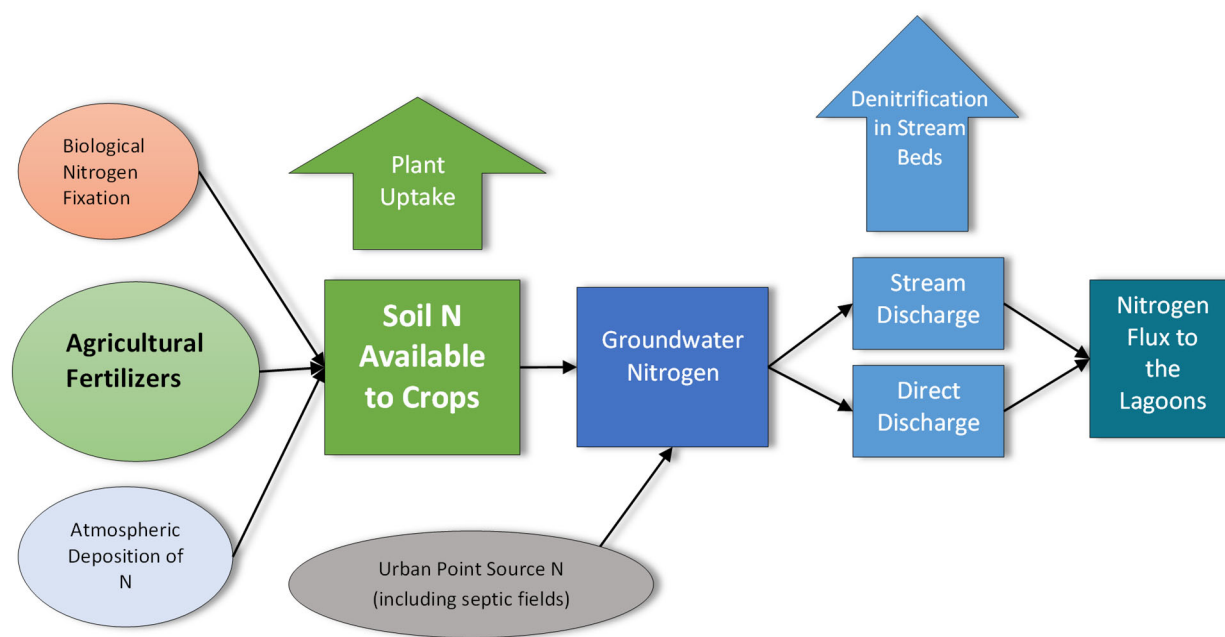 Biological
Nitrogen
Fixation
Agricultural
Fertilizers
Atmospheric
Deposition of
N
Plant
Uptake
Soil N
Available
to Crops
Urban Point Source N
(including septic fields)
Groundwater
Nitrogen
Denitrification
in Stream
Beds
Stream
Discharge
Direct
Discharge
Nitrogen
Flux to
the
Lagoons